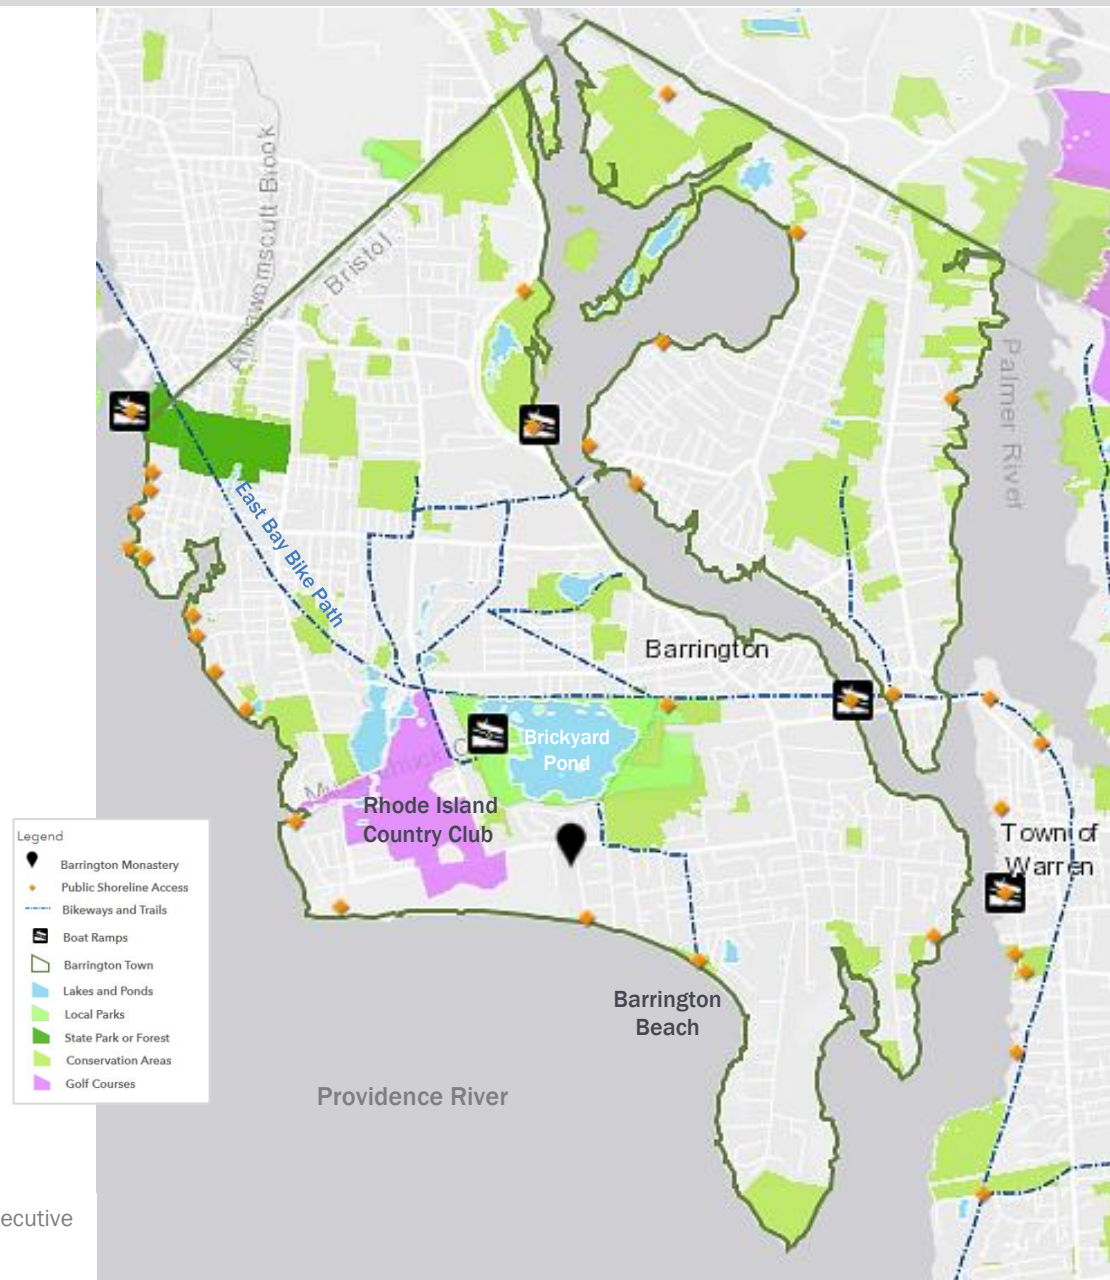 Annawomscutt Brook
Bristol
Palmer River
East Bay Bike Path
Barrington
Brickyard
Pond
Rhode Island
Country Club
Town of
Warren
Legend
Barrington Monastery
Public Shoreline Access
Bikeways and Trails
Boat Ramps
Barrington Town
Lakes and Ponds
Local Parks
State Park or Forest
Conservation Areas
Golf Courses
Barrington
Beach
Providence River
ecutive